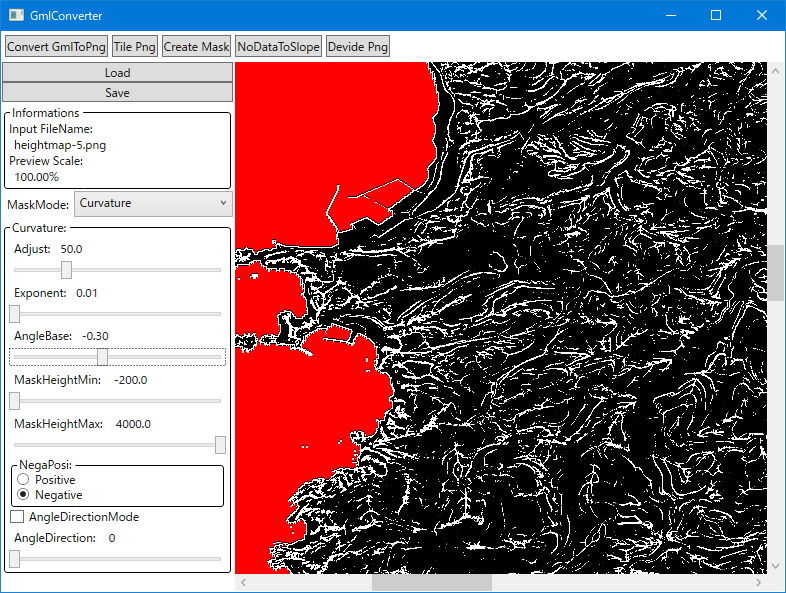 GmlConverter
Convert GmlToPng Tile Png Create Mask NoDataToSlope Devide Png
Load
Save
Informations
Input FileName:
heightmap-5.png
Preview Scale:
100.00%
MaskMode: Curvature
Curvature:
Adjust: 50.0
Exponent: 0.01
AngleBase: -0.30
MaskHeightMin: -200.0
MaskHeightMax: 4000.0
NegaPosi:
Positive
Negative
AngleDirectionMode
AngleDirection: 0